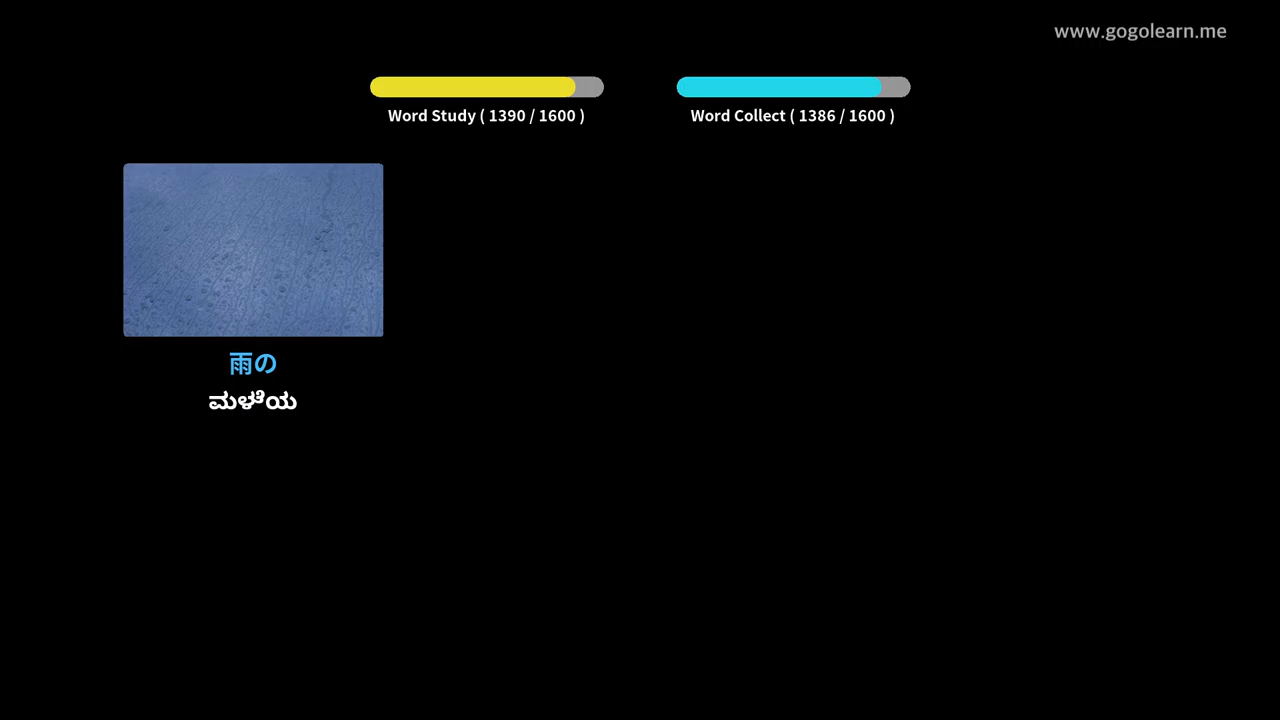 www.gogolearn.me
Word Study ( 1390 / 1600 )
Word Collect ( 1386 / 1600 )
雨の
ಮಳೆಯ